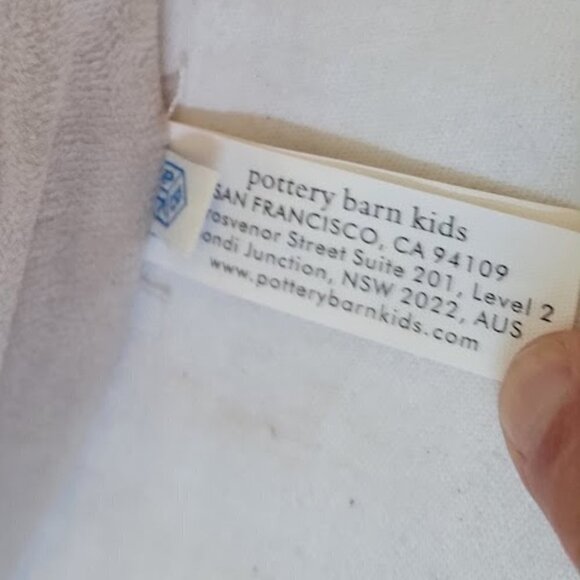 pottery barn kids
SAN FRANCISCO, CA 94109
rosvenor Street Suite 201, Level 2
ondi Junction, NSW 2022, AUS
www.potterybarnkids.com